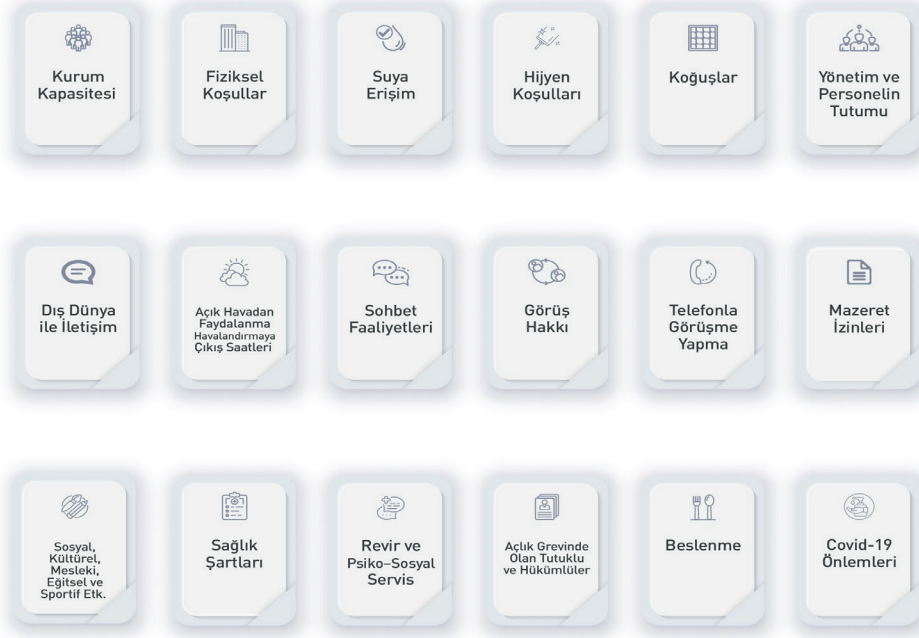 Kurum
Kapasitesi
Fiziksel
Koşullar
Suya
Erişim
Hijyen
Koşulları
Koğuşlar
Yönetim ve
Personelin
Tutumu
Dış Dünya
ile İletişim
Açık Havadan
Faydalanma
Havalandırmaya
Çıkış Saatleri
Sohbet
Faaliyetleri
Görüş
Hakkı
Telefonla
Görüşme
Yapma
Mazeret
İzinleri
Sosyal,
Kültürel,
Mesleki,
Eğitsel ve
Sportif Etk.
Sağlık
Şartları
Revir ve
Psiko-Sosyal
Servis
Açlık Grevinde
Olan Tutuklu
ve Hükümlüler
Beslenme
Covid-19
Önlemleri